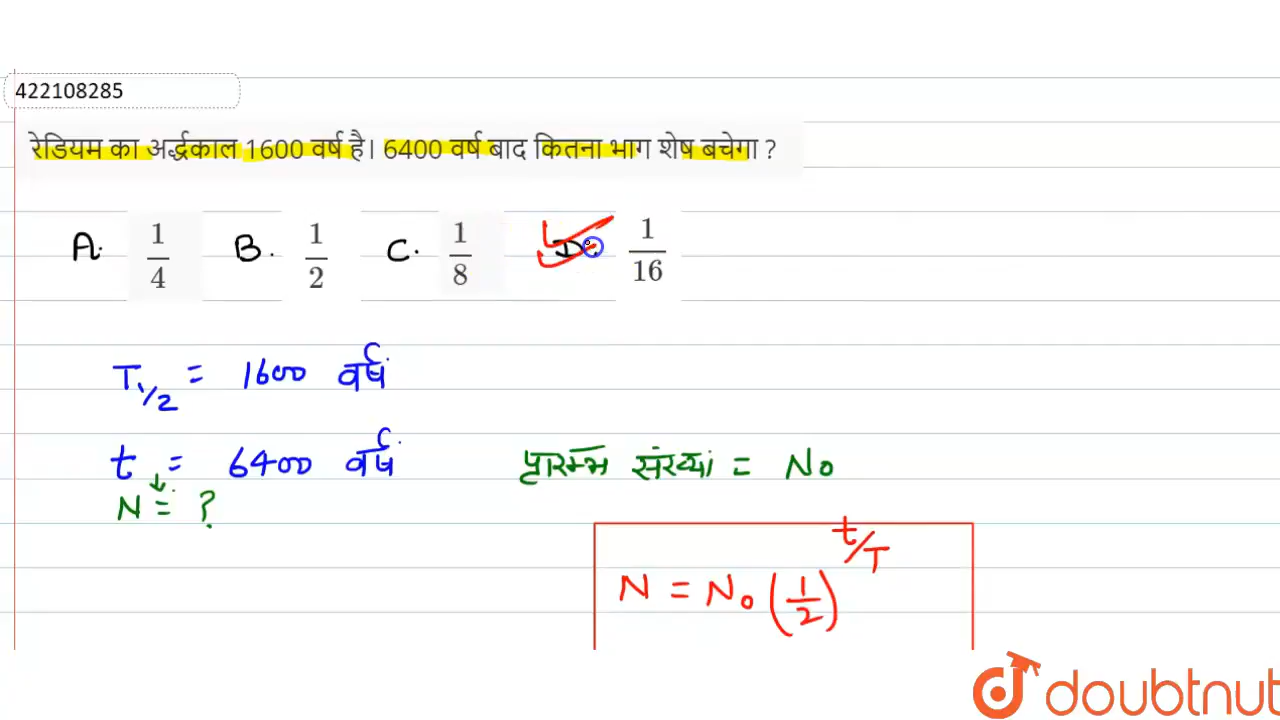 422108285
रेडियम का अर्द्धकाल 1600 वर्ष है। 6400 वर्ष बाद कितना भाग शेष बचेगा ?
A. 1/4 B. 1/2 C. 1/8 D. 1/16
T1/2 = 1600 वर्ष
t = 6400 वर्ष प्रारम्भ संख्या = N0
N = ?
N = N0 (1/2)^t/T
doubtnut